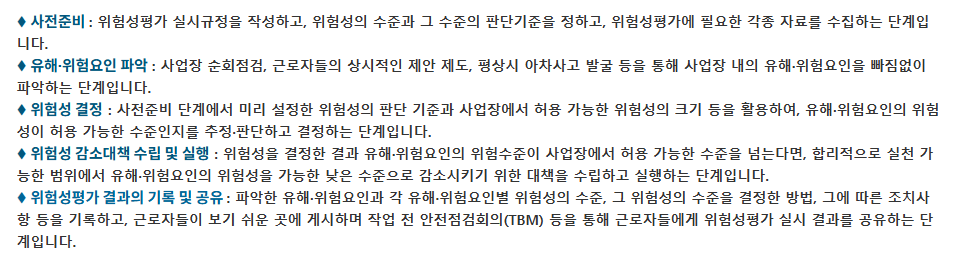 ♦ 사전준비 : 위험성평가 실시규정을 작성하고, 위험성의 수준과 그 수준의 판단기준을 정하고, 위험성평가에 필요한 각종 자료를 수집하는 단계입
니다.
♦ 유해·위험요인 파악 : 사업장 순회점검, 근로자들의 상시적인 제안 제도, 평상시 아차사고 발굴 등을 통해 사업장 내의 유해·위험요인을 빠짐없이
파악하는 단계입니다.
♦ 위험성 결정 : 사전준비 단계에서 미리 설정한 위험성의 판단 기준과 사업장에서 허용 가능한 위험성의 크기 등을 활용하여, 유해·위험요인의 위험
성이 허용 가능한 수준인지를 추정·판단하고 결정하는 단계입니다.
♦ 위험성 감소대책 수립 및 실행 : 위험성을 결정한 결과 유해·위험요인의 위험수준이 사업장에서 허용 가능한 수준을 넘는다면, 합리적으로 실천 가
능한 범위에서 유해·위험요인의 위험성을 가능한 낮은 수준으로 감소시키기 위한 대책을 수립하고 실행하는 단계입니다.
♦ 위험성평가 결과의 기록 및 공유 : 파악한 유해·위험요인과 각 유해·위험요인별 위험성의 수준, 그 위험성의 수준을 결정한 방법, 그에 따른 조치사
항 등을 기록하고, 근로자들이 보기 쉬운 곳에 게시하며 작업 전 안전점검회의(TBM) 등을 통해 근로자들에게 위험성평가 실시 결과를 공유하는 단
계입니다.